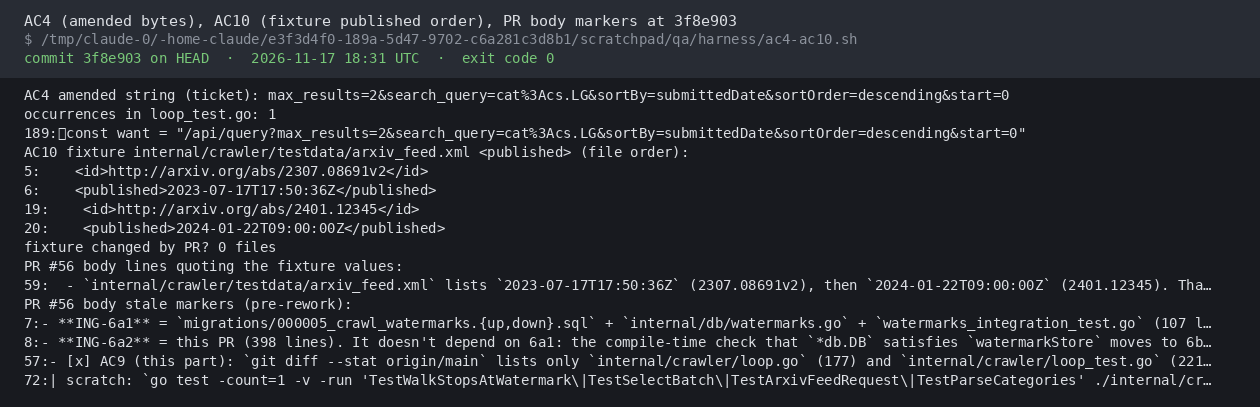 AC4 (amended bytes), AC10 (fixture published order), PR body markers at 3f8e903
$ /tmp/claude-0/-home-claude/e3f3d4f0-189a-5d47-9702-c6a281c3d8b1/scratchpad/qa/harness/ac4-ac10.sh
commit 3f8e903 on HEAD · 2026-11-17 18:31 UTC · exit code 0
AC4 amended string (ticket): max_results=2&search_query=cat%3Acs.LG&sortBy=submittedDate&sortOrder=descending&start=0
occurrences in loop_test.go: 1
189:□const want = "/api/query?max_results=2&search_query=cat%3Acs.LG&sortBy=submittedDate&sortOrder=descending&start=0"
AC10 fixture internal/crawler/testdata/arxiv_feed.xml <published> (file order):
5:    <id>http://arxiv.org/abs/2307.08691v2</id>
6:    <published>2023-07-17T17:50:36Z</published>
19:    <id>http://arxiv.org/abs/2401.12345</id>
20:    <published>2024-01-22T09:00:00Z</published>
fixture changed by PR? 0 files
PR #56 body lines quoting the fixture values:
59:  - `internal/crawler/testdata/arxiv_feed.xml` lists `2023-07-17T17:50:36Z` (2307.08691v2), then `2024-01-22T09:00:00Z` (2401.12345). Tha…
PR #56 body stale markers (pre-rework):
7:- **ING-6a1** = `migrations/000005_crawl_watermarks.{up,down}.sql` + `internal/db/watermarks.go` + `watermarks_integration_test.go` (107 l…
8:- **ING-6a2** = this PR (398 lines). It doesn't depend on 6a1: the compile-time check that `*db.DB` satisfies `watermarkStore` moves to 6b…
57:- [x] AC9 (this part): `git diff --stat origin/main` lists only `internal/crawler/loop.go` (177) and `internal/crawler/loop_test.go` (221…
72:| scratch: `go test -count=1 -v -run 'TestWalkStopsAtWatermark\|TestSelectBatch\|TestArxivFeedRequest\|TestParseCategories' ./internal/cr…